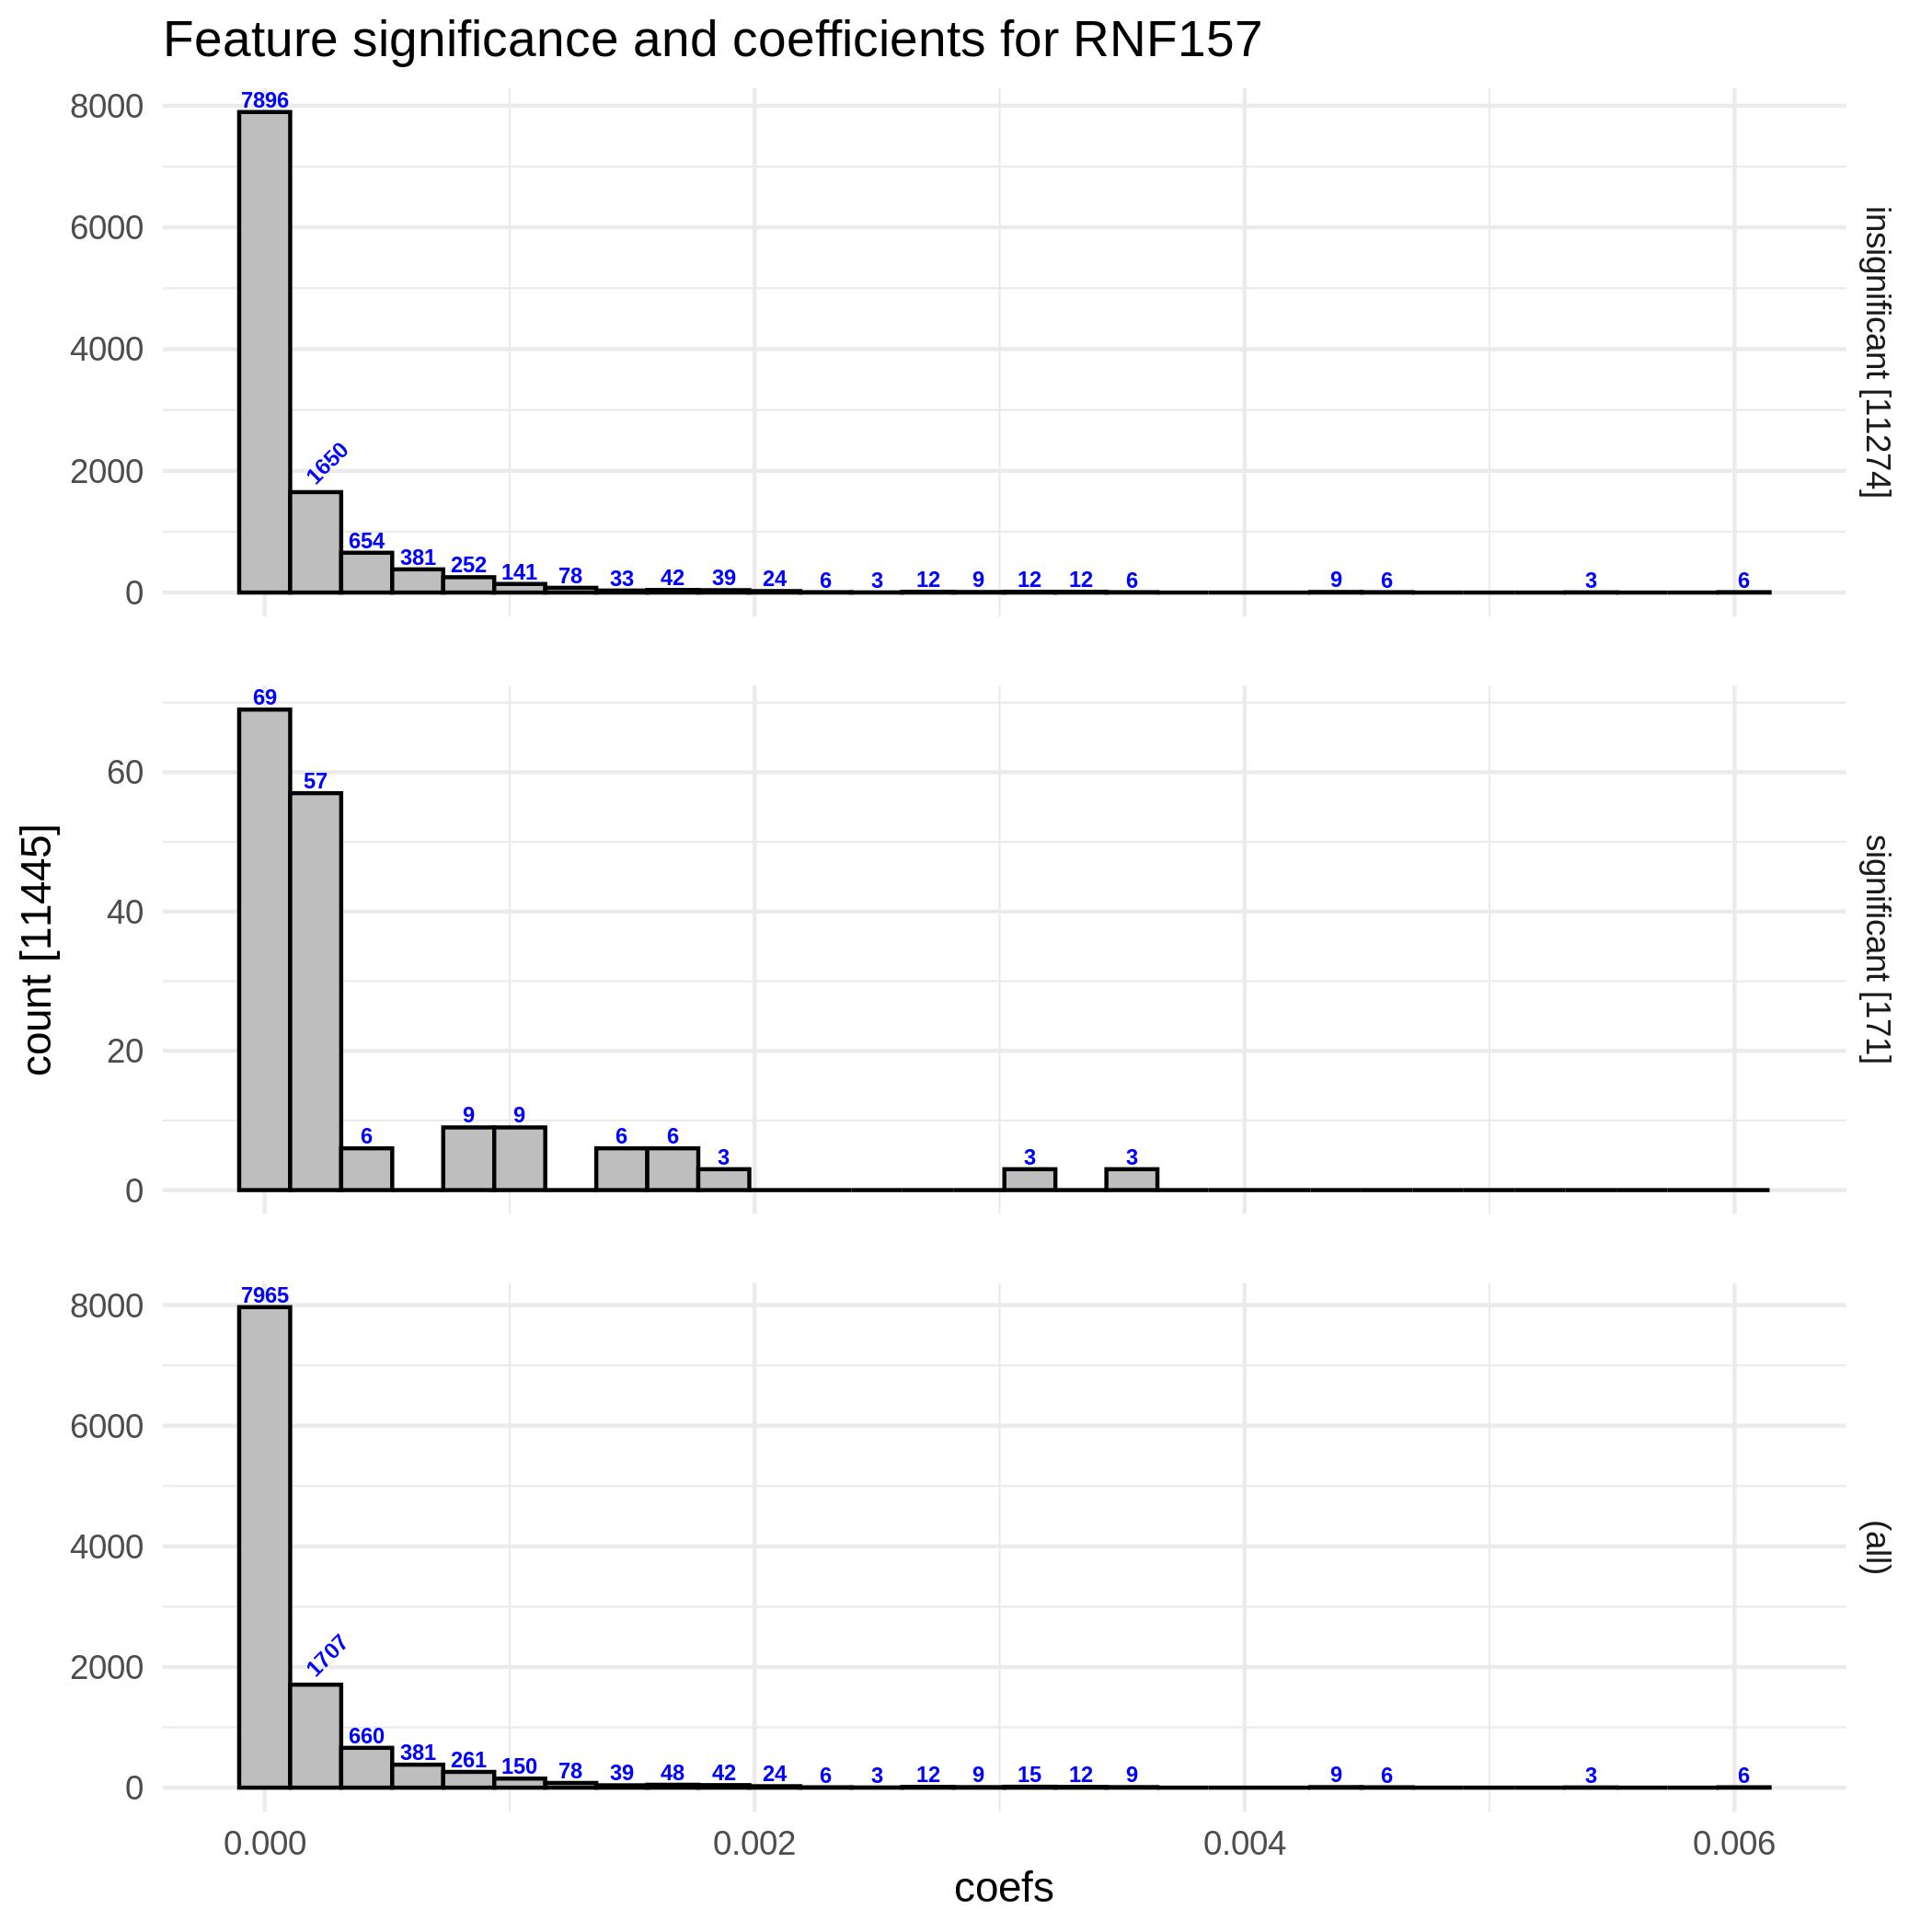 Feature significance and coefficients for RNF157
8000
6000
4000
2000
0
7896
1650
654 381 252 141 78 33 42 39 24 6 3 12 9 12 12 6 9 6 3 6
insignificant [11274]
count [11445]
60
40
20
0
69
57
6 9 9 6 6 3 3 3
significant [171]
8000
6000
4000
2000
0
7965
1707
660 381 261 150 78 39 48 42 24 6 3 12 9 15 12 9 9 6 3 6
(all)
0.000 0.002 0.004 0.006
coefs